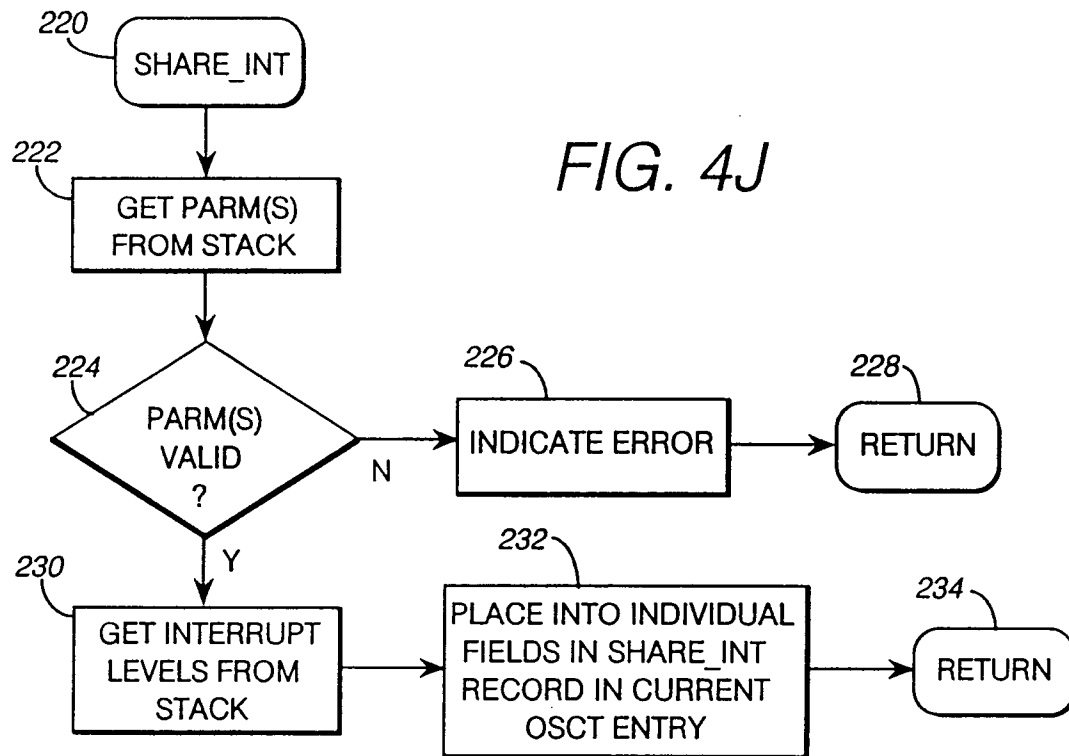 220
SHARE_INT
FIG. 4J
222
GET PARM(S)
FROM STACK
224
PARM(S)
VALID
?
N
Y
226
INDICATE ERROR
228
RETURN
230
GET INTERRUPT
LEVELS FROM
STACK
232
PLACE INTO INDIVIDUAL
FIELDS IN SHARE_INT
RECORD IN CURRENT
OSCT ENTRY
234
RETURN